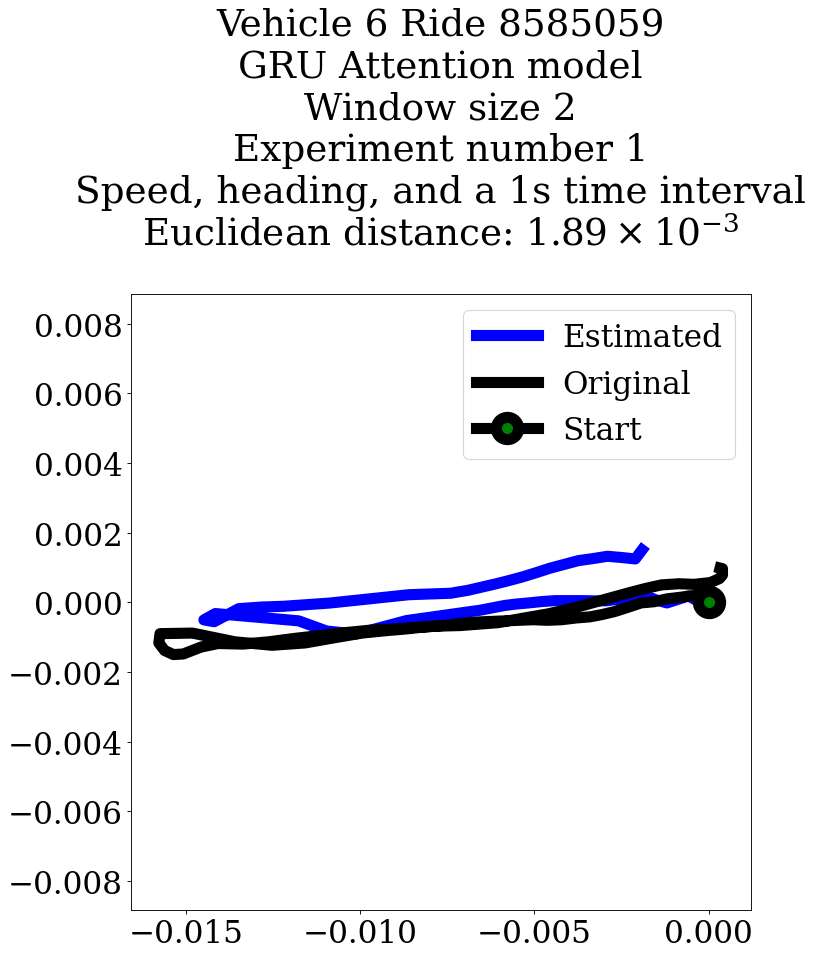 Vehicle 6 Ride 8585059
GRU Attention model
Window size 2
Experiment number 1
Speed, heading, and a 1s time interval
Euclidean distance: 1.89 × 10⁻³
Estimated
Original
Start
0.008
0.006
0.004
0.002
0.000
−0.002
−0.004
−0.006
−0.008
−0.015 −0.010 −0.005 0.000